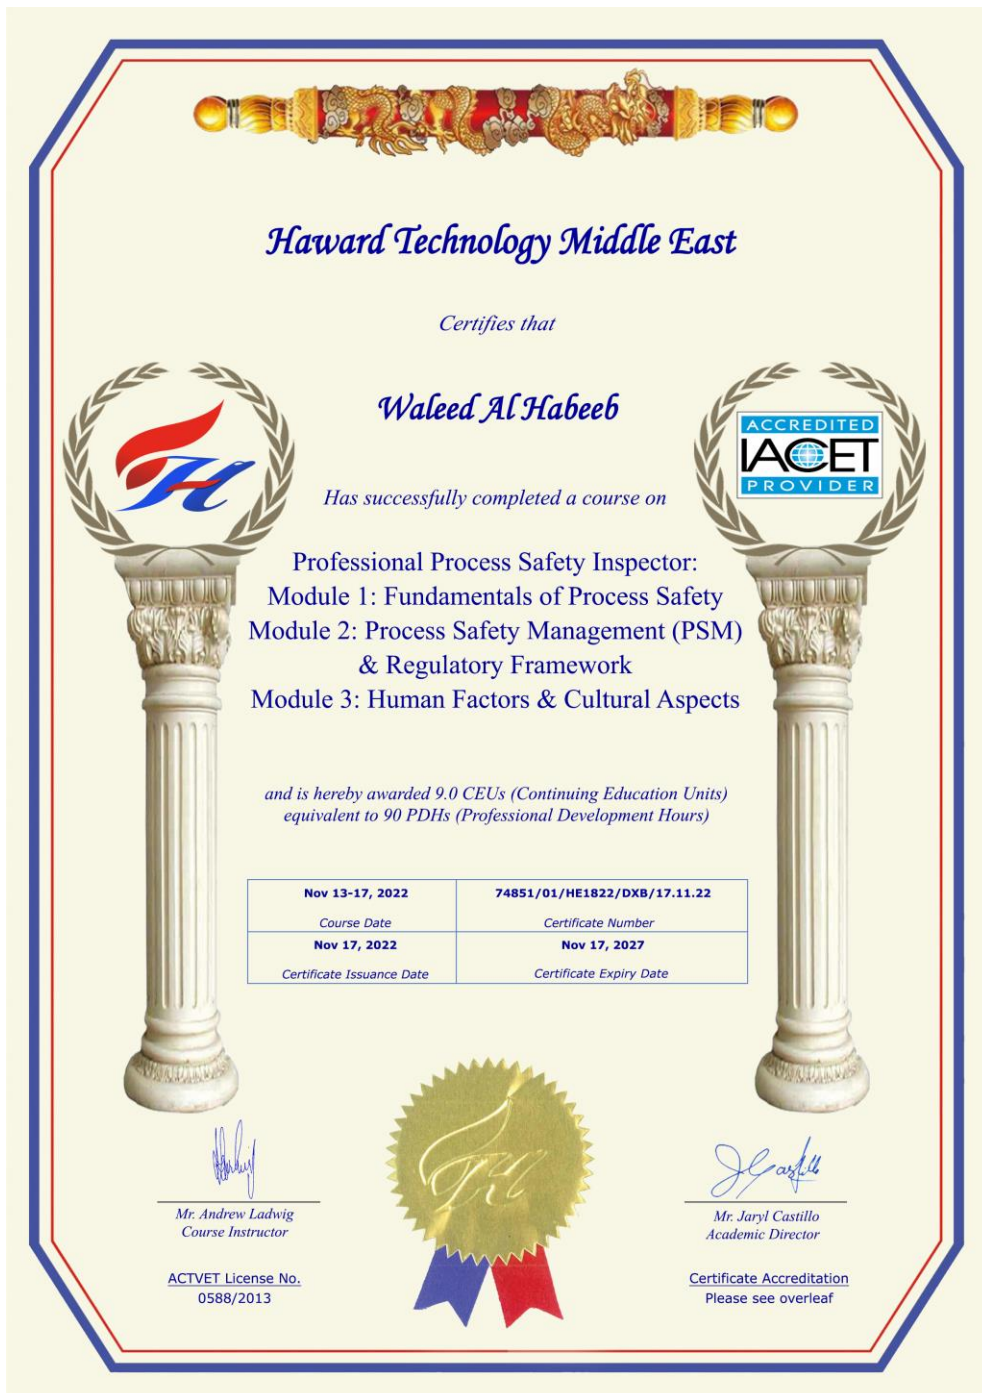 Haward Technology Middle East
Certifies that
Waleed Al Habeeb
ACCREDITED
IACET
PROVIDER
Has successfully completed a course on
Professional Process Safety Inspector:
Module 1: Fundamentals of Process Safety
Module 2: Process Safety Management (PSM)
& Regulatory Framework
Module 3: Human Factors & Cultural Aspects
and is hereby awarded 9.0 CEUs (Continuing Education Units)
equivalent to 90 PDHs (Professional Development Hours)
Nov 13-17, 2022
Course Date
74851/01/HE1822/DXB/17.11.22
Certificate Number
Nov 17, 2022
Certificate Issuance Date
Nov 17, 2027
Certificate Expiry Date
Mr. Andrew Ladwig
Course Instructor
ACTVET License No.
0588/2013
Mr. Jaryl Castillo
Academic Director
Certificate Accreditation
Please see overleaf